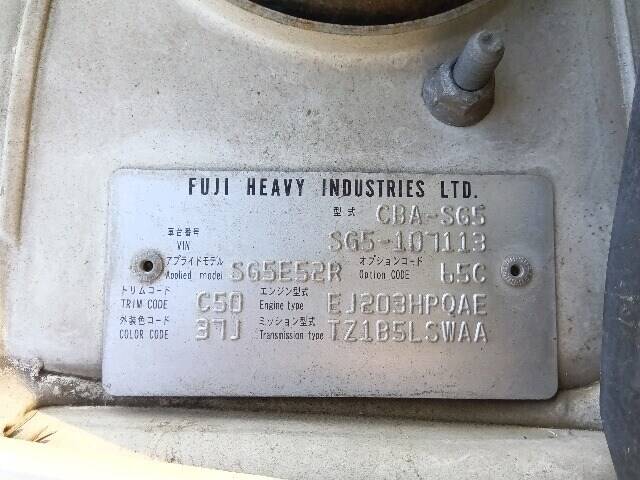 FUJI HEAVY INDUSTRIES LTD.
型式 CBA-SG5
車台番号 VIN SG5-107113
アプライドモデル Applied model SG5E52R オプションコード Option CODE b5C
トリムコード TRIM CODE C50 エンジン型式 Engine type EJ203HPQAE
外装色コード COLOR CODE 37J ミッション型式 Transmission type TZ1B5LSWAA